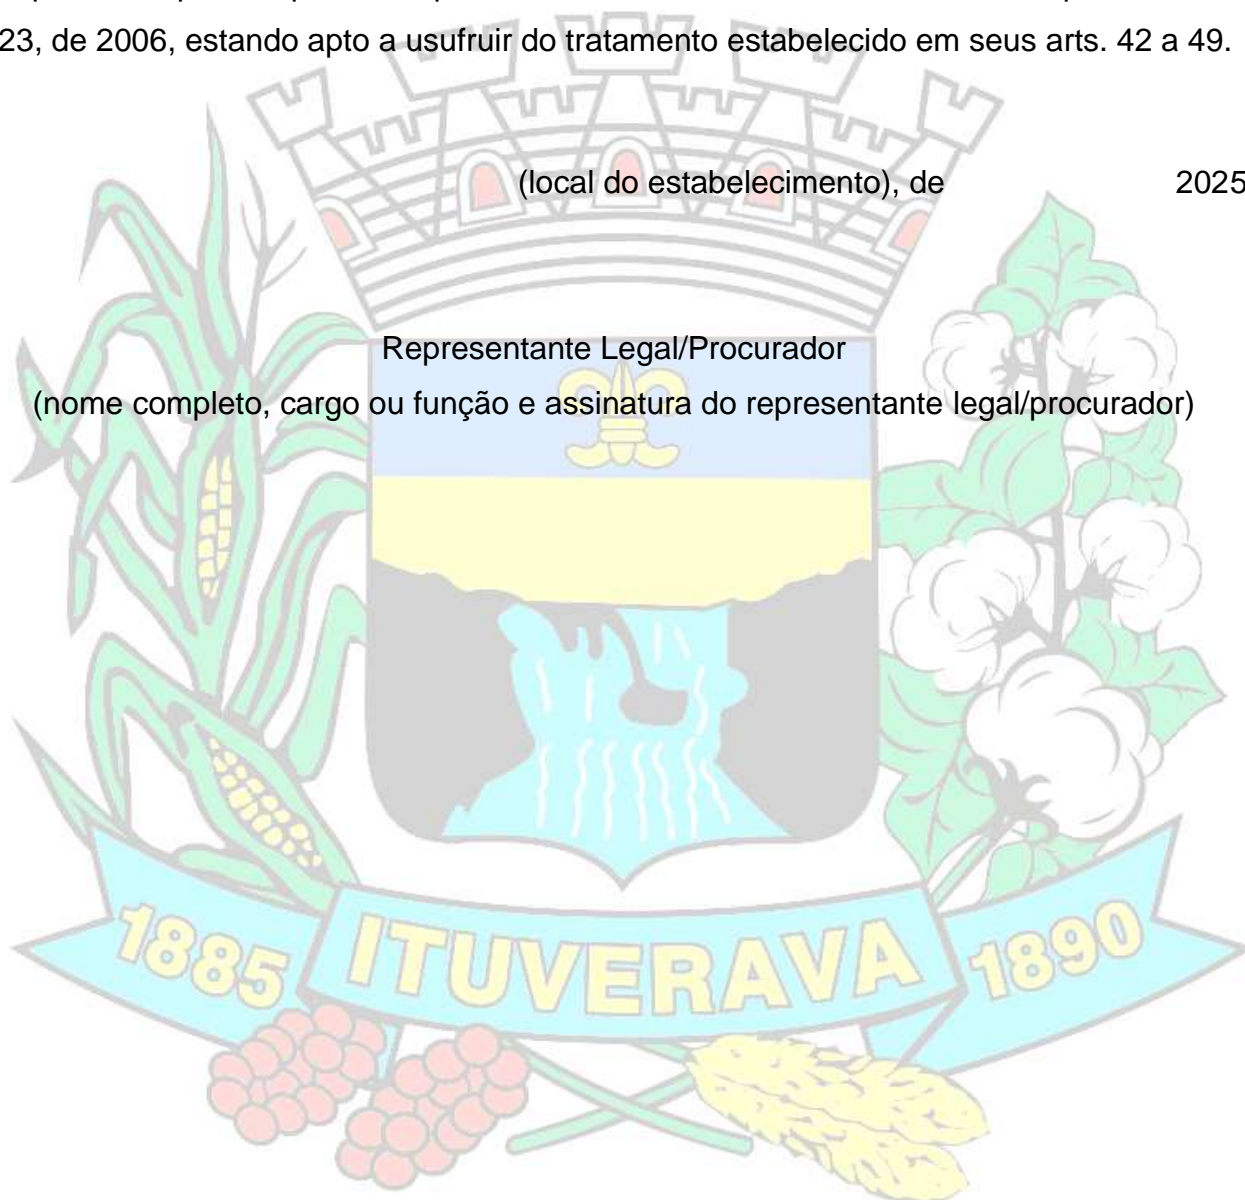 23, de 2006, estando apto a usufruir do tratamento estabelecido em seus arts. 42 a 49.
(local do estabelecimento), de 2025
Representante Legal/Procurador
(nome completo, cargo ou função e assinatura do representante legal/procurador)
1885 ITUVERAVA 1890